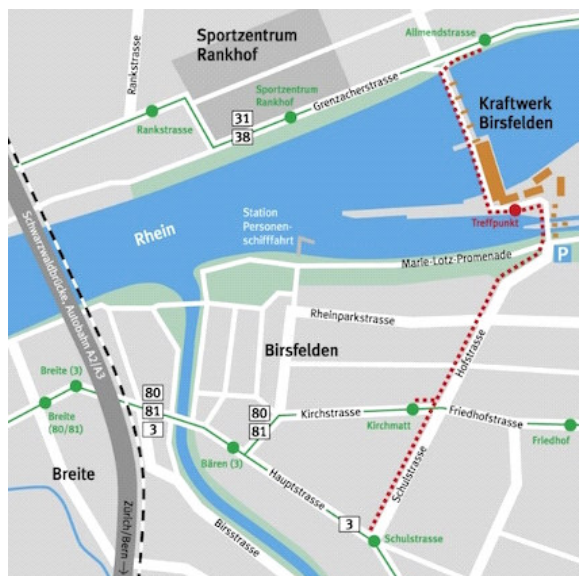 Sportzentrum
Rankhof
Allmendstrasse
Rankstrasse
Sportzentrum
Rankhof
Grenzacherstrasse
Kraftwerk
Birsfelden
31
38
Rankstrasse
Rhein
Station
Personen-
schifffahrt
Treffpunkt
P
Marie-Lotz-Promenade
Schwarzwaldbrücke, Autobahn A2/A3
Rheinparkstrasse
Birsfelden
Hofstrasse
Breite (3)
80
81
3
80
81
Kirchstrasse
Friedhofstrasse
Breite
(80/81)
Kirchmatt
Friedhof
Bären (3)
Breite
Hauptstrasse
Schulstrasse
3
Zürich/Bern →
Birsstrasse
Schulstrasse